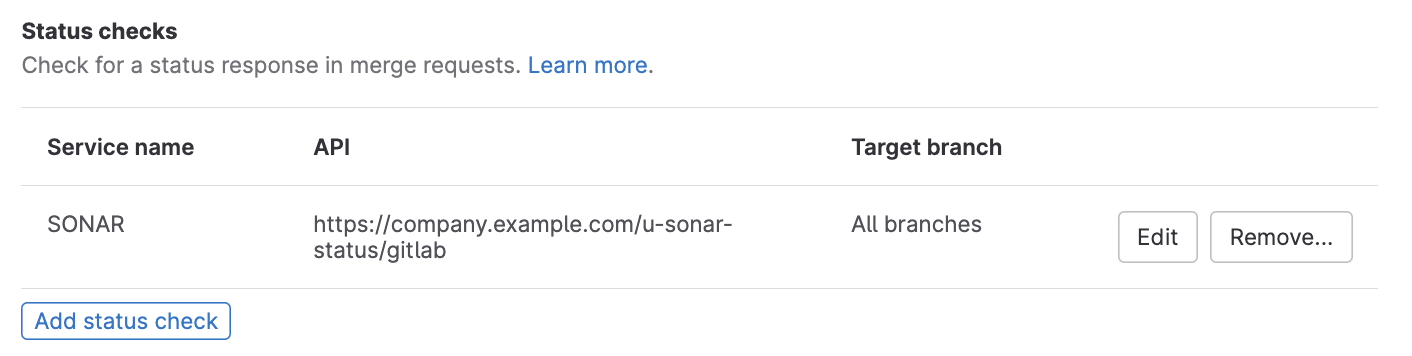 Status checks
Check for a status response in merge requests. Learn more.
Service name API Target branch
SONAR https://company.example.com/u-sonar- All branches Edit Remove...
status/gitlab
Add status check